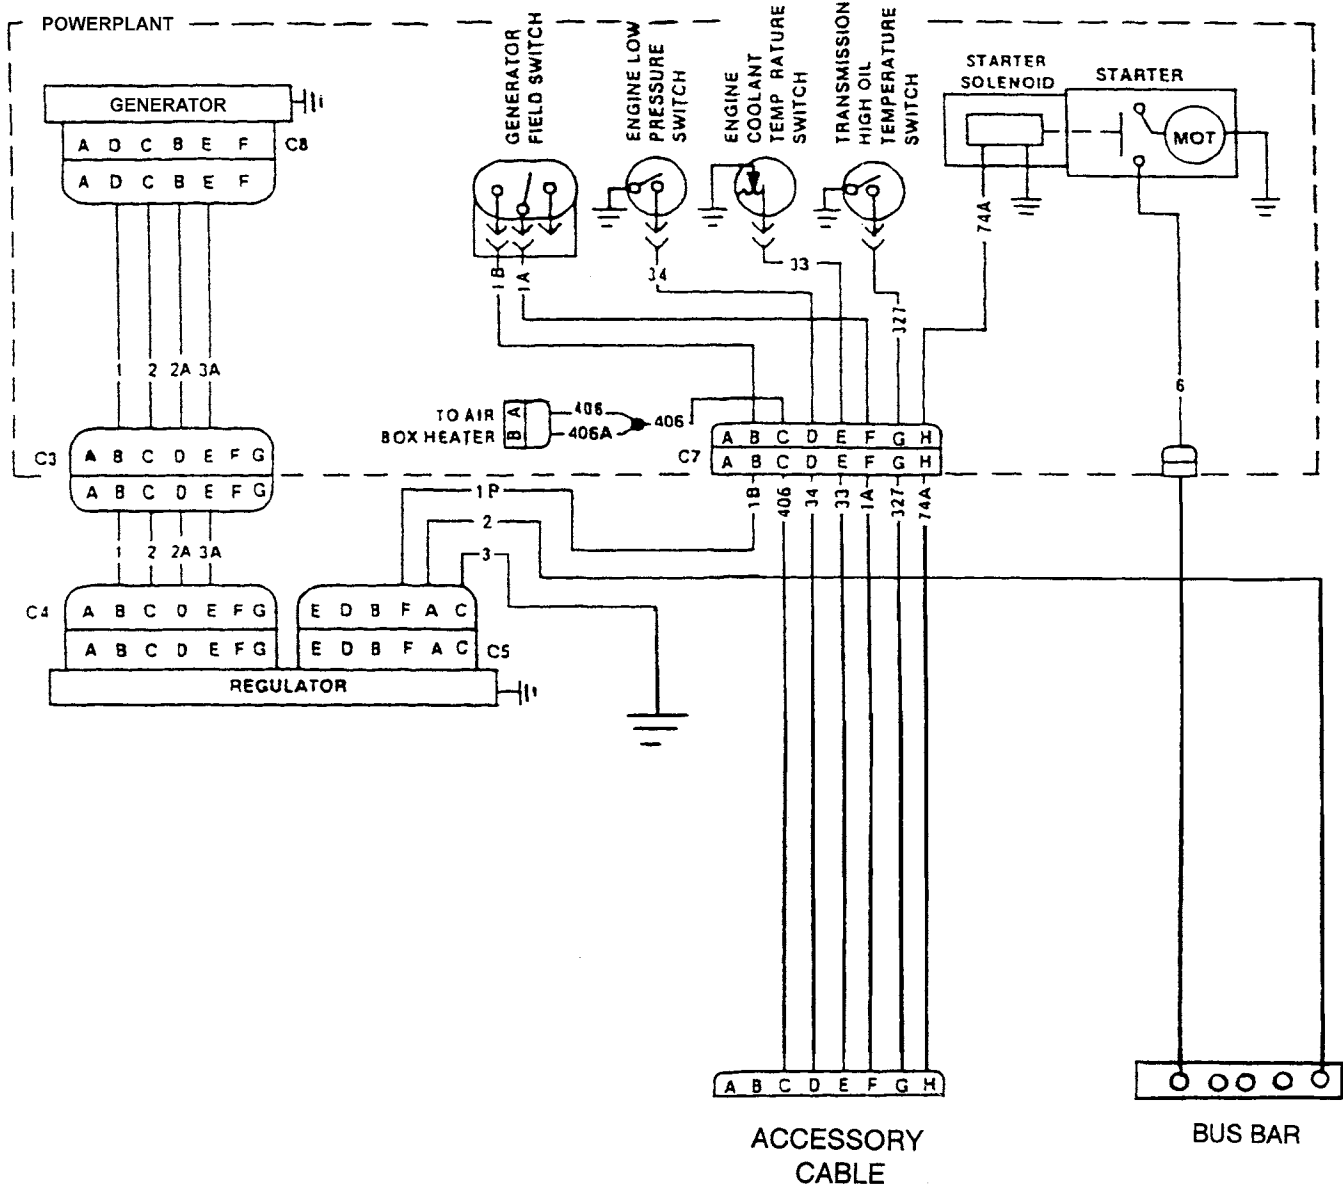 POWERPLANT
GENERATOR
FIELD SWITCH
ENGINE LOW
PRESSURE
SWITCH
ENGINE
COOLANT
TEMP RATURE
SWITCH
TRANSMISSION
HIGH OIL
TEMPERATURE
SWITCH
STARTER
SOLENOID
STARTER
MOT
GENERATOR
A D C B E F C8
A D C B E F
1B 1A 34 33 327 74A
1 2 2A 3A
6
TO AIR
BOX HEATER
A 406
B 406A
406
A B C D E F G H
C7 A B C D E F G H
C3 A B C D E F G
A B C D E F G
1P
2
3
1B 406 34 33 1A 327 74A
1 2 2A 3A
C4 A B C D E F G
A B C D E F G
E D B F A C
E D B F A C C5
REGULATOR
A B C D E F G H
ACCESSORY
CABLE
BUS BAR